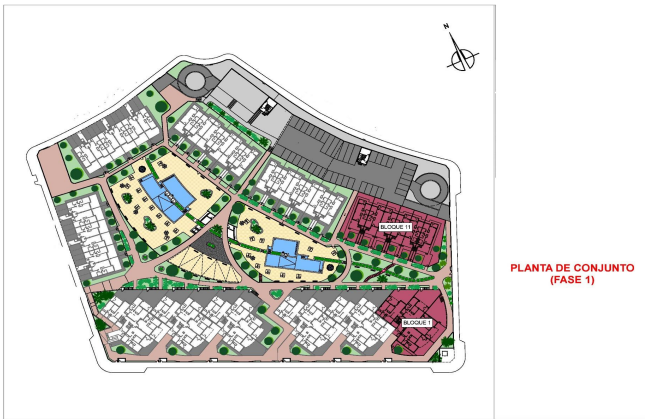 N
BLOQUE 11
PLANTA DE CONJUNTO
(FASE 1)
BLOQUE 1